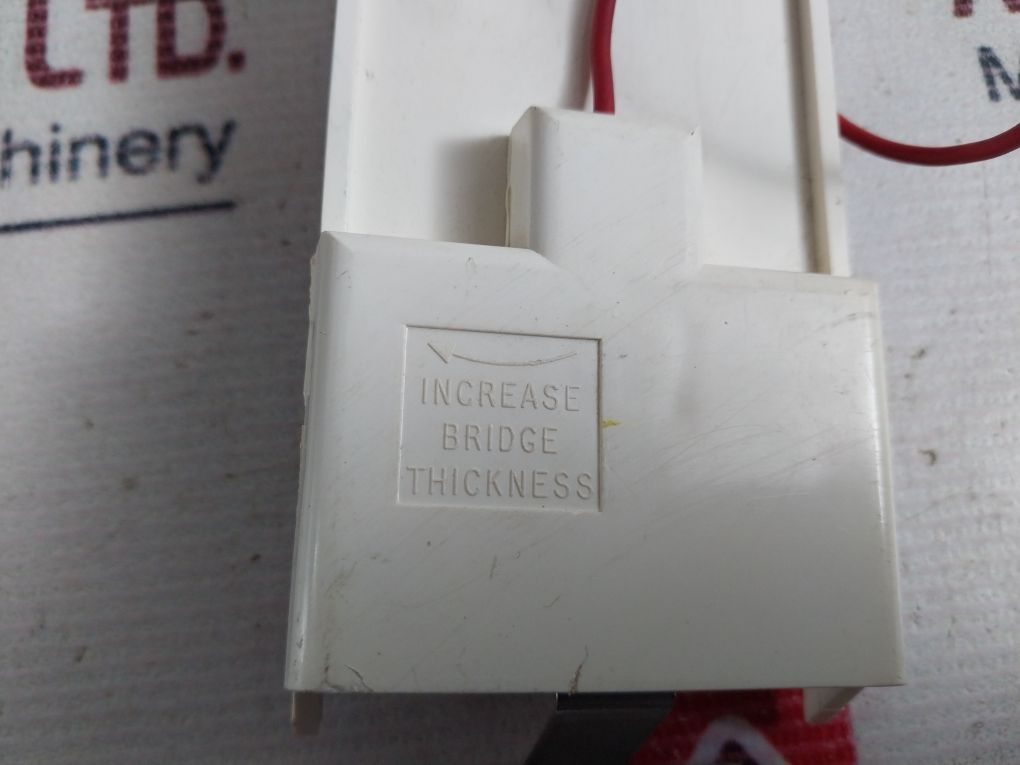 LTD.
hinery
INCREASE
BRIDGE
THICKNESS